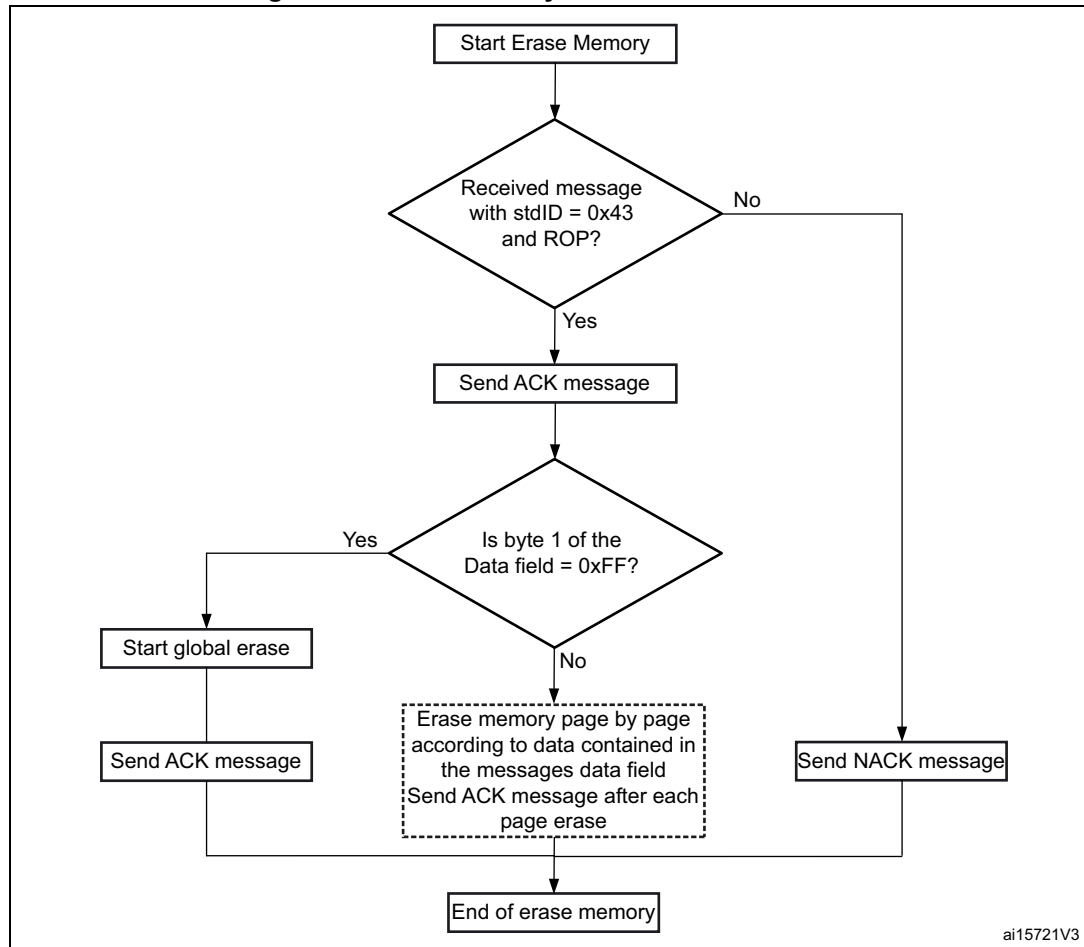 Start Erase Memory
Received message
with stdID = 0x43
and ROP?
No
Yes
Send ACK message
Is byte 1 of the
Data field = 0xFF?
Yes
No
Start global erase
Send ACK message
Erase memory page by page
according to data contained in
the messages data field
Send ACK message after each
page erase
Send NACK message
End of erase memory
ai15721V3